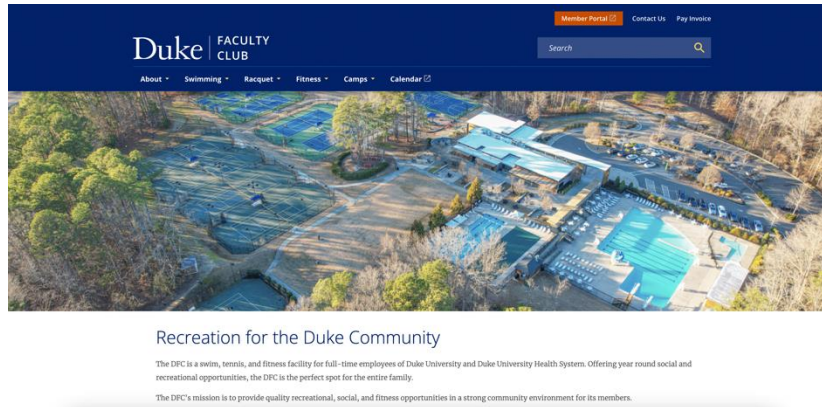 Member Portal Contact Us Pay Invoice
Duke FACULTY CLUB
Search
About Swimming Racquet Fitness Camps Calendar
Recreation for the Duke Community
The DFC is a swim, tennis, and fitness facility for full-time employees of Duke University and Duke University Health System. Offering year round social and
recreational opportunities, the DFC is the perfect spot for the entire family.
The DFC's mission is to provide quality recreational, social, and fitness opportunities in a strong community environment for its members.